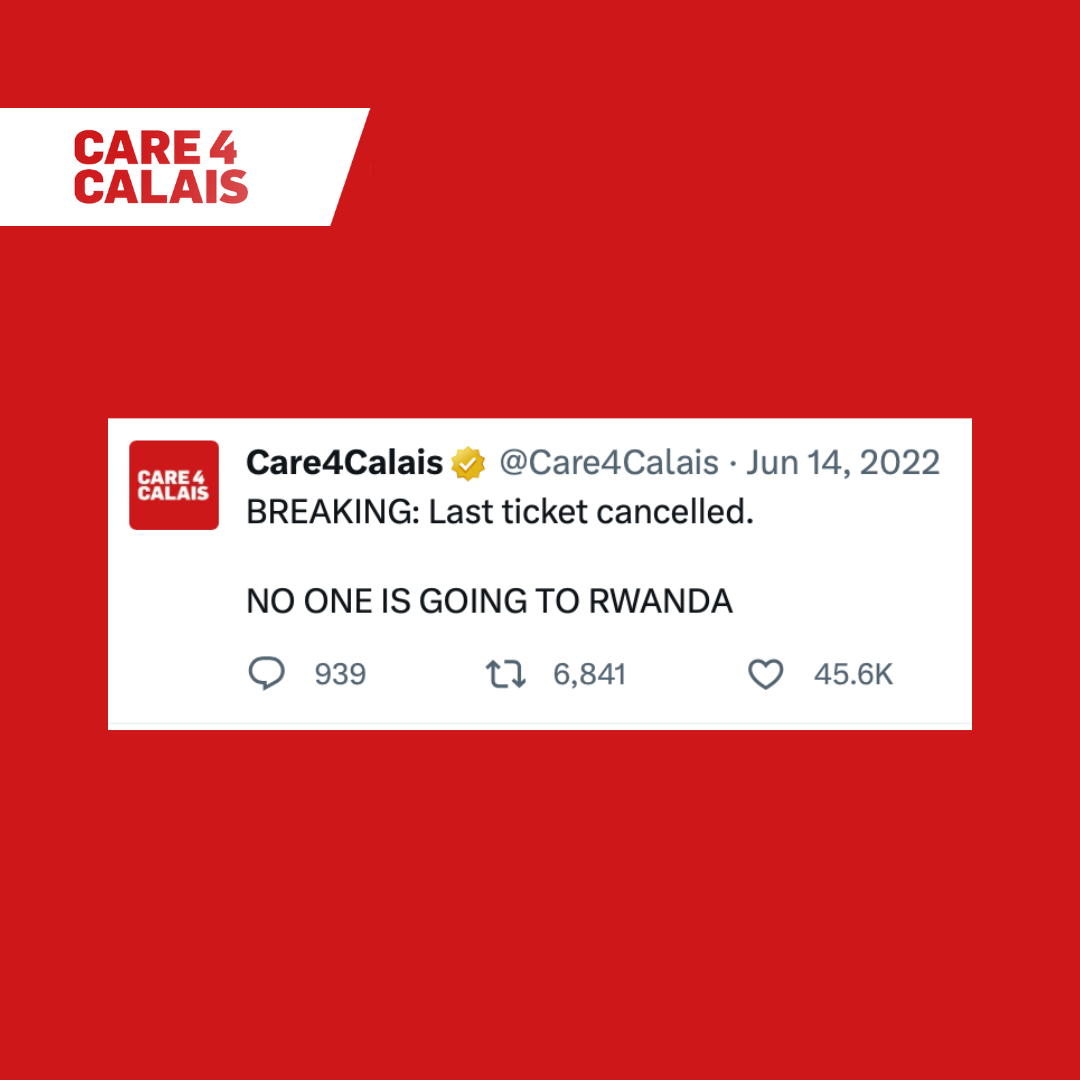 CARE 4
CALAIS
CARE 4
CALAIS
Care4Calais @Care4Calais · Jun 14, 2022
BREAKING: Last ticket cancelled.
NO ONE IS GOING TO RWANDA
939 6,841 45.6K